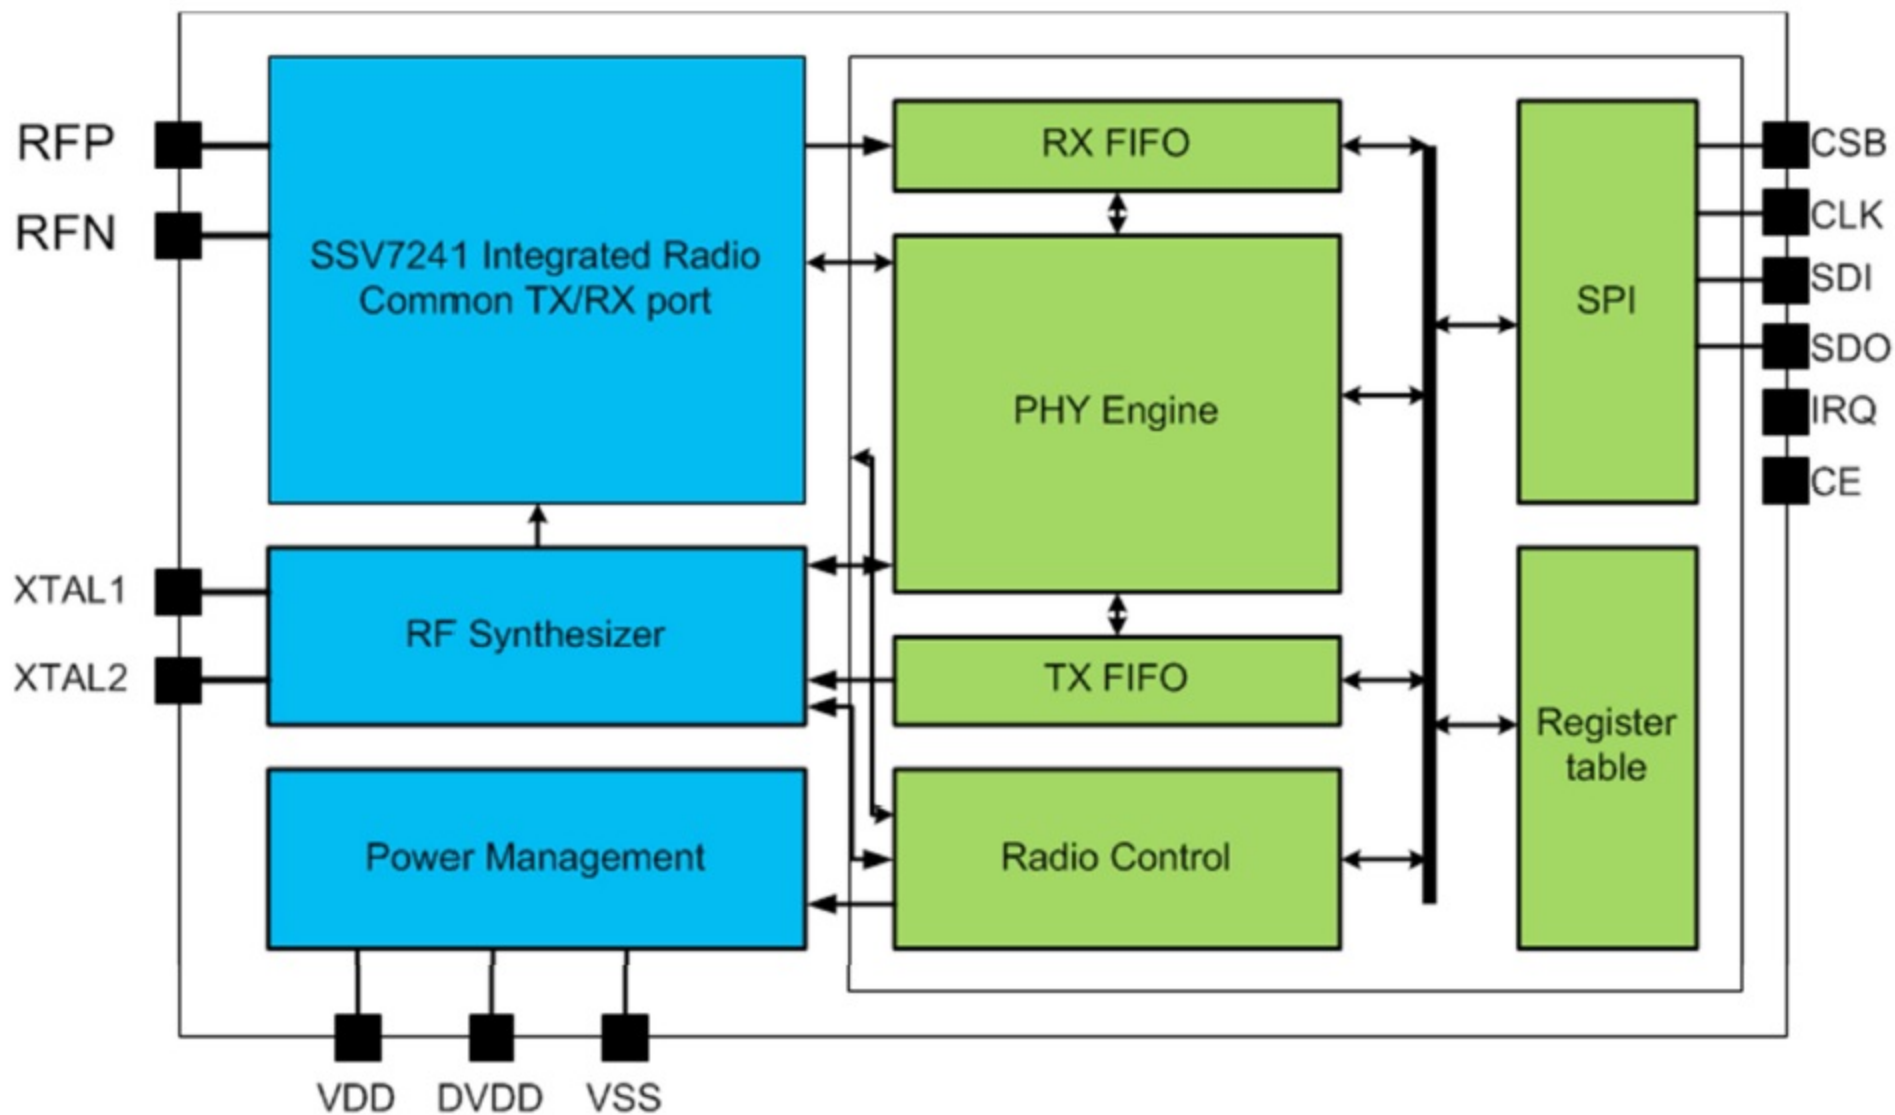 RFP
RFN
XTAL1
XTAL2
SSV7241 Integrated Radio
Common TX/RX port
RF Synthesizer
Power Management
VDD
DVDD
VSS
RX FIFO
PHY Engine
TX FIFO
Radio Control
SPI
Register
table
CSB
CLK
SDI
SDO
IRQ
CE